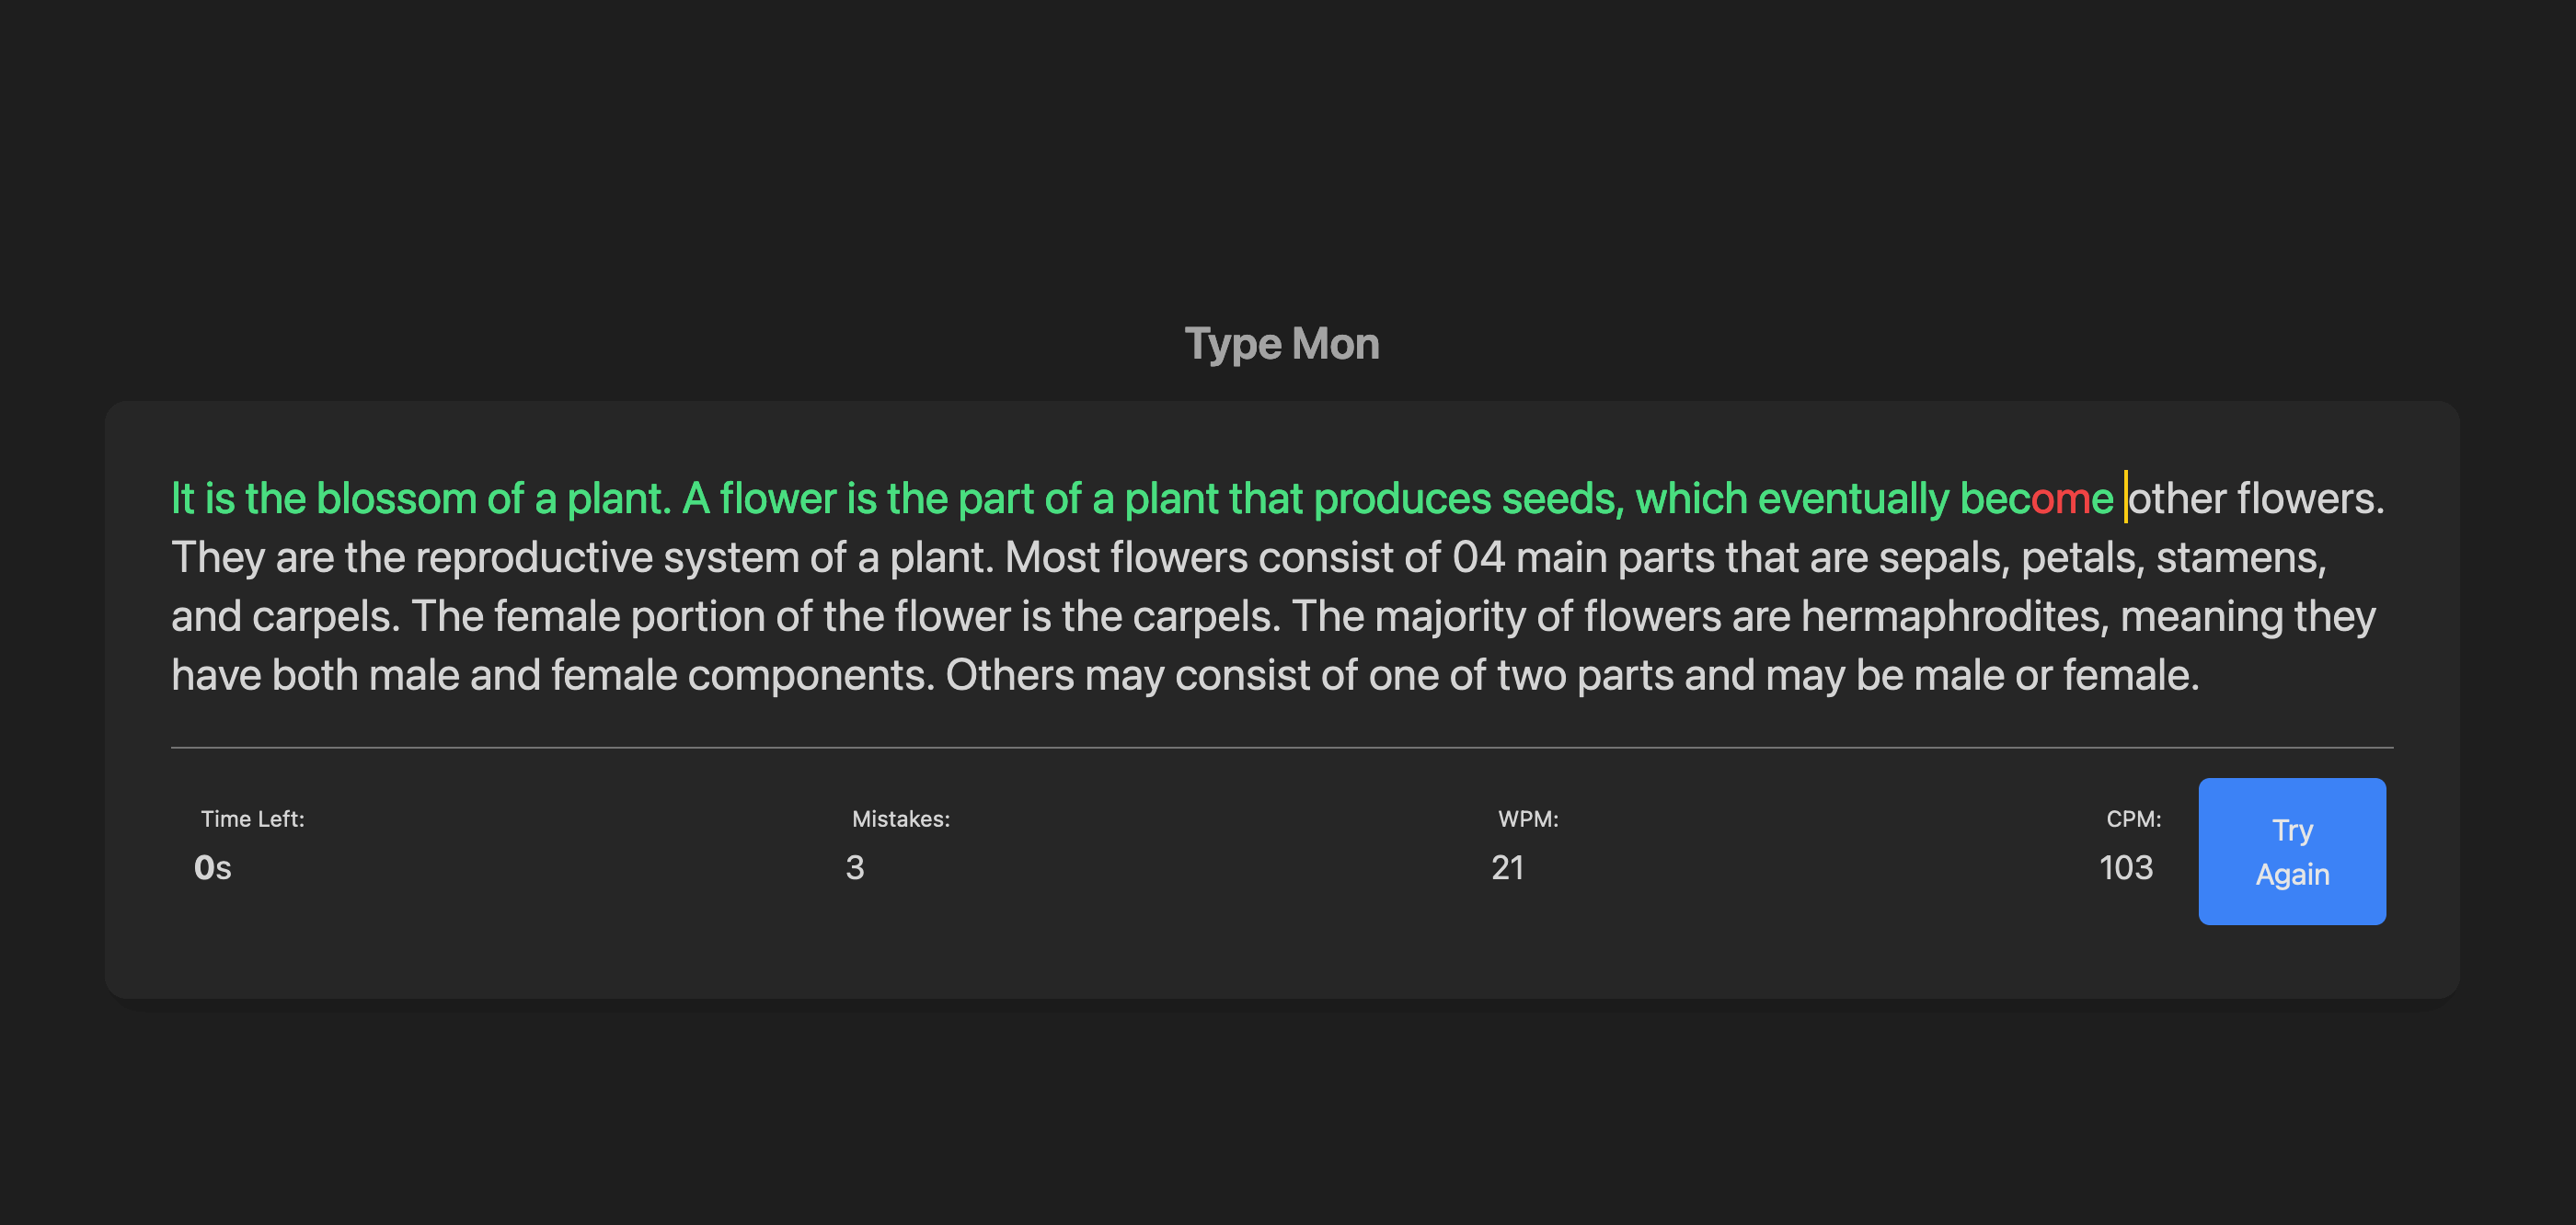 Type Mon
It is the blossom of a plant. A flower is the part of a plant that produces seeds, which eventually become other flowers.
They are the reproductive system of a plant. Most flowers consist of 04 main parts that are sepals, petals, stamens,
and carpels. The female portion of the flower is the carpels. The majority of flowers are hermaphrodites, meaning they
have both male and female components. Others may consist of one of two parts and may be male or female.
Time Left:
0s
Mistakes:
3
WPM:
21
CPM:
103
Try
Again